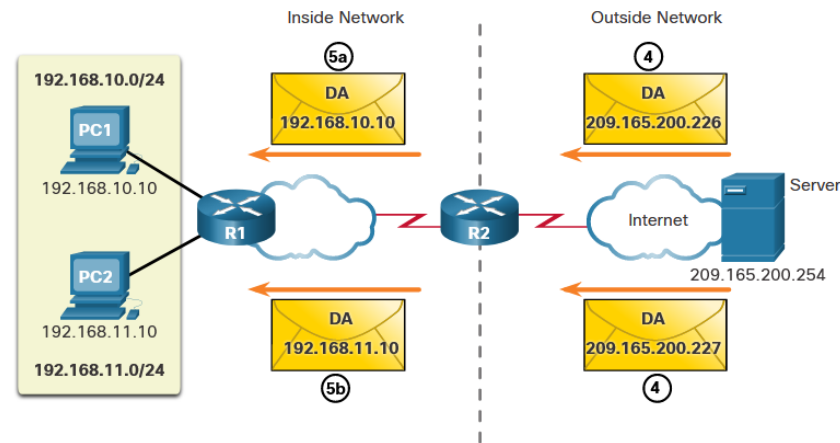 Inside Network
Outside Network
5a
4
192.168.10.0/24
DA
192.168.10.10
DA
209.165.200.226
PC1
192.168.10.10
Server
R1
R2
Internet
PC2
209.165.200.254
192.168.11.10
DA
192.168.11.10
DA
209.165.200.227
192.168.11.0/24
5b
4